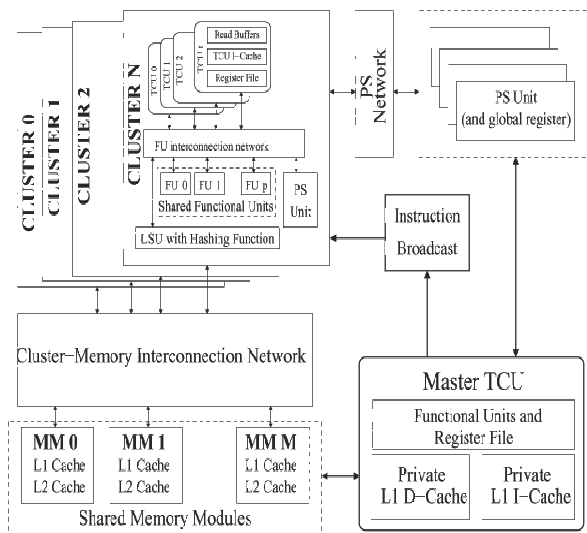 CLUSTER 0
CLUSTER 1
CLUSTER 2
CLUSTER N
TCU 0
TCU 1
TCU 2
TCU t
Read Buffers
TCU I-Cache
Register File
FU interconnection network
FU 0
FU 1
FU p
Shared Functional Units
PS
Unit
LSU with Hashing Function
PS
Network
PS Unit
(and global register)
Instruction
Broadcast
Cluster-Memory Interconnection Network
MM 0
L1 Cache
L2 Cache
MM 1
L1 Cache
L2 Cache
MM M
L1 Cache
L2 Cache
Shared Memory Modules
Master TCU
Functional Units and
Register File
Private
L1 D-Cache
Private
L1 I-Cache